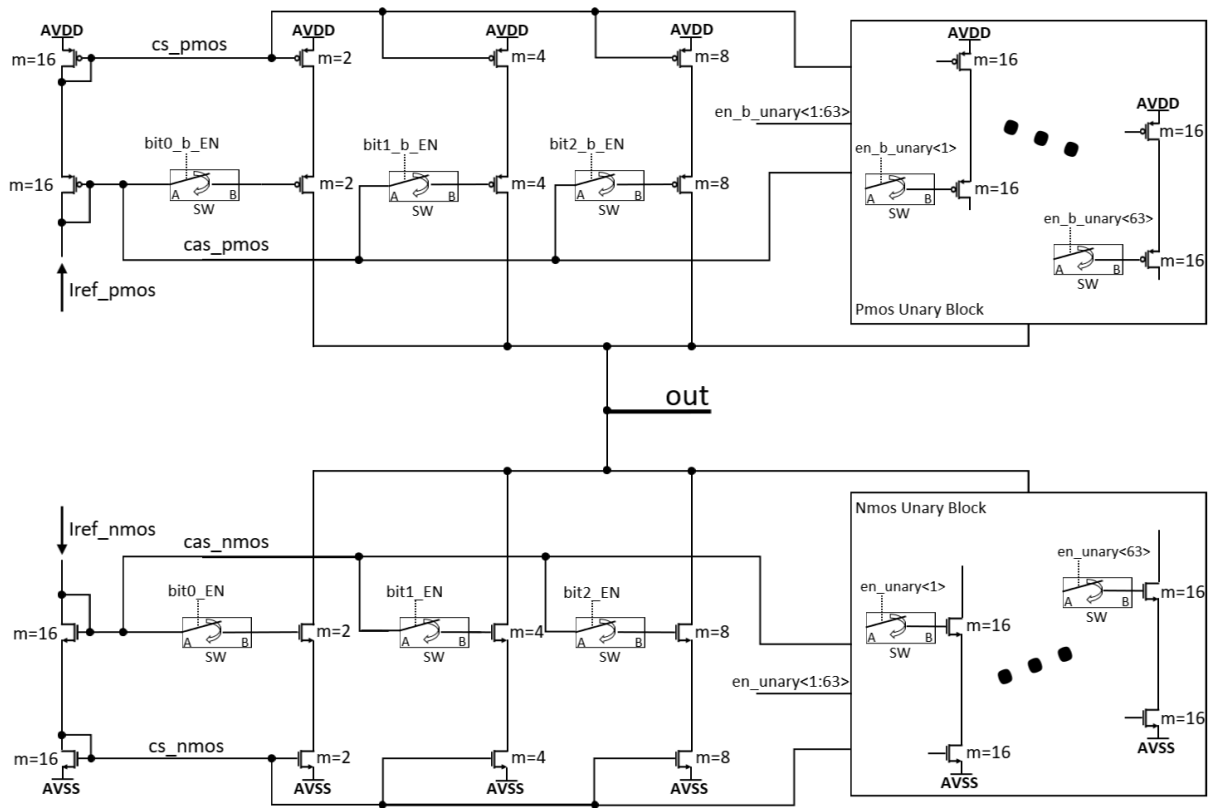 AVDD
AVDD
AVDD
AVDD
m=16
cs_pmos
m=2
m=4
m=8
AVDD
m=16
en_b_unary<1:63>
AVDD
m=16
bit0_b_EN
bit1_b_EN
bit2_b_EN
en_b_unary<1>
m=16
A B
SW
m=2
A B
SW
m=4
A B
SW
m=8
A B
SW
m=16
en_b_unary<63>
cas_pmos
A B
SW
m=16
Iref_pmos
Pmos Unary Block
out
Iref_nmos
Nmos Unary Block
cas_nmos
en_unary<63>
bit0_EN
bit1_EN
bit2_EN
en_unary<1>
A B
SW
m=16
m=16
A B
SW
m=2
A B
SW
m=4
A B
SW
m=8
A B
SW
m=16
en_unary<1:63>
cs_nmos
m=16
AVSS
m=16
m=2
m=4
m=8
m=16
AVSS
AVSS
AVSS
AVSS
AVSS